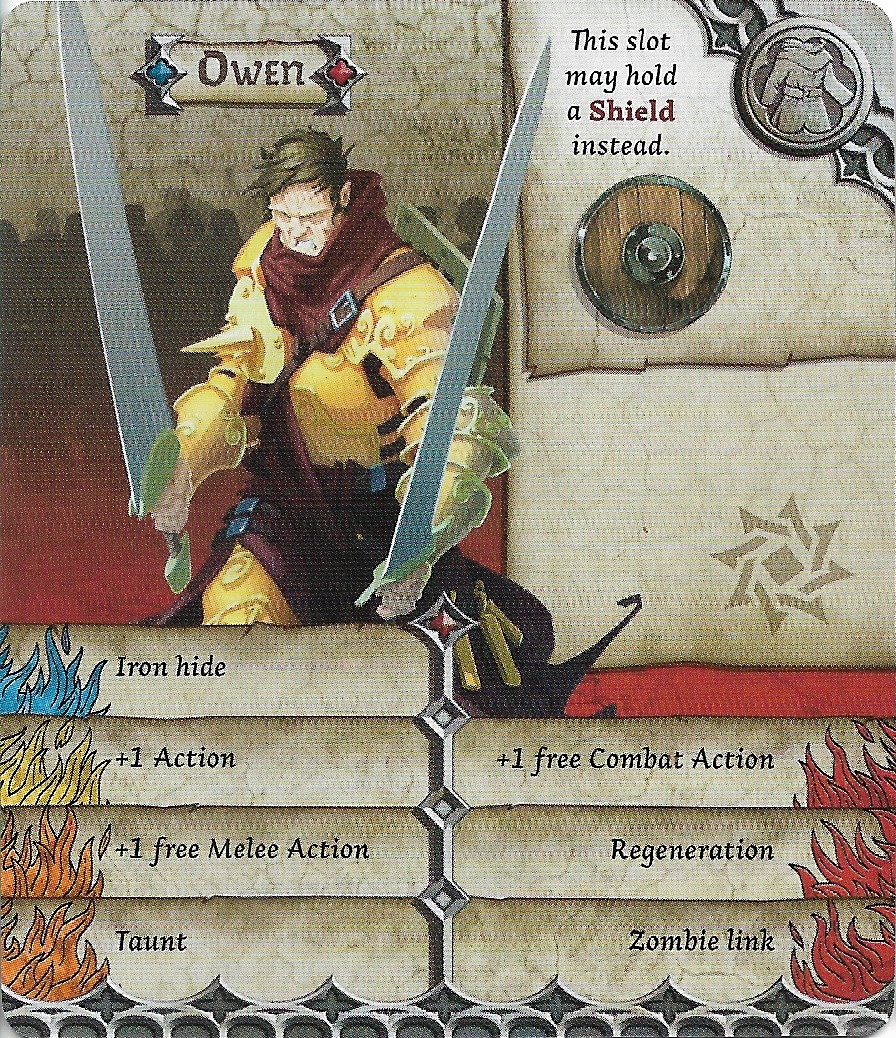 Owen
This slot
may hold
a Shield
instead.
Iron hide
+1 Action
+1 free Melee Action
Taunt
+1 free Combat Action
Regeneration
Zombie link